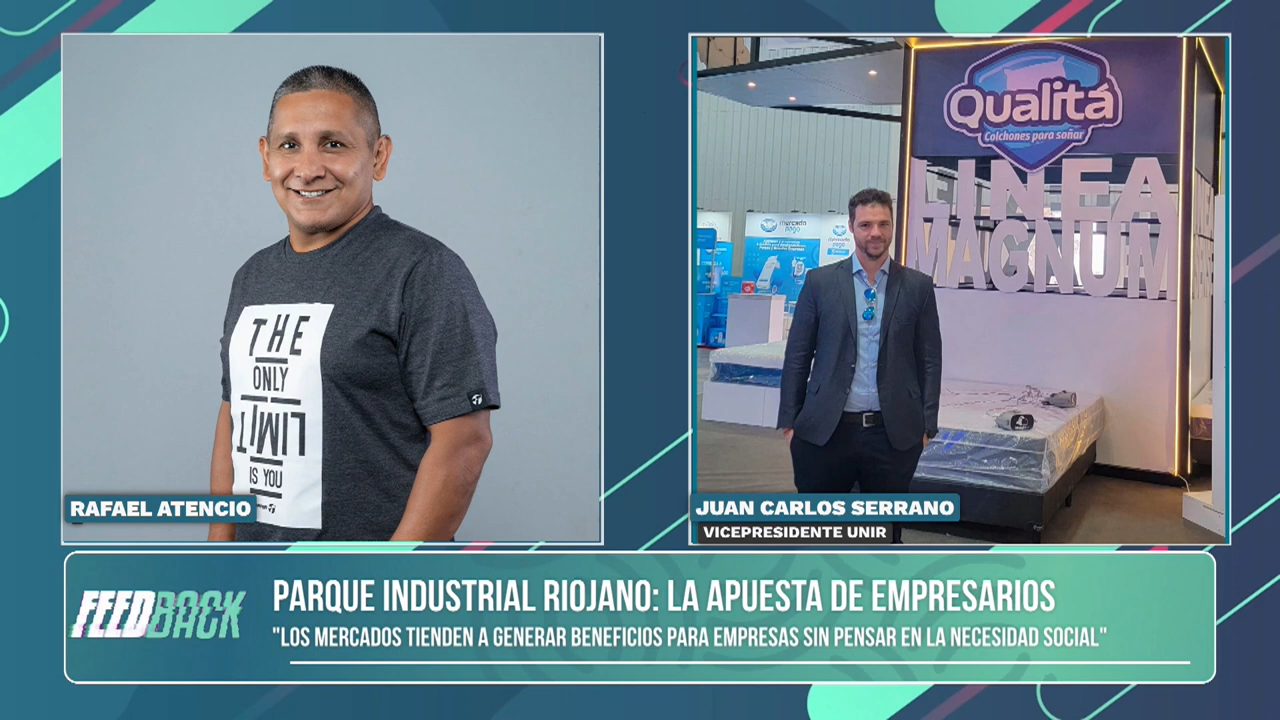 THE
ONLY
LIMIT
IS YOU
RAFAEL ATENCIO
Qualitá
Colchones para soñar
LINEA
MAGNUM
mercado
pago
mercado
pago
JUAN CARLOS SERRANO
VICEPRESIDENTE UNIR
FEEDBACK
PARQUE INDUSTRIAL RIOJANO: LA APUESTA DE EMPRESARIOS
"LOS MERCADOS TIENDEN A GENERAR BENEFICIOS PARA EMPRESAS SIN PENSAR EN LA NECESIDAD SOCIAL"